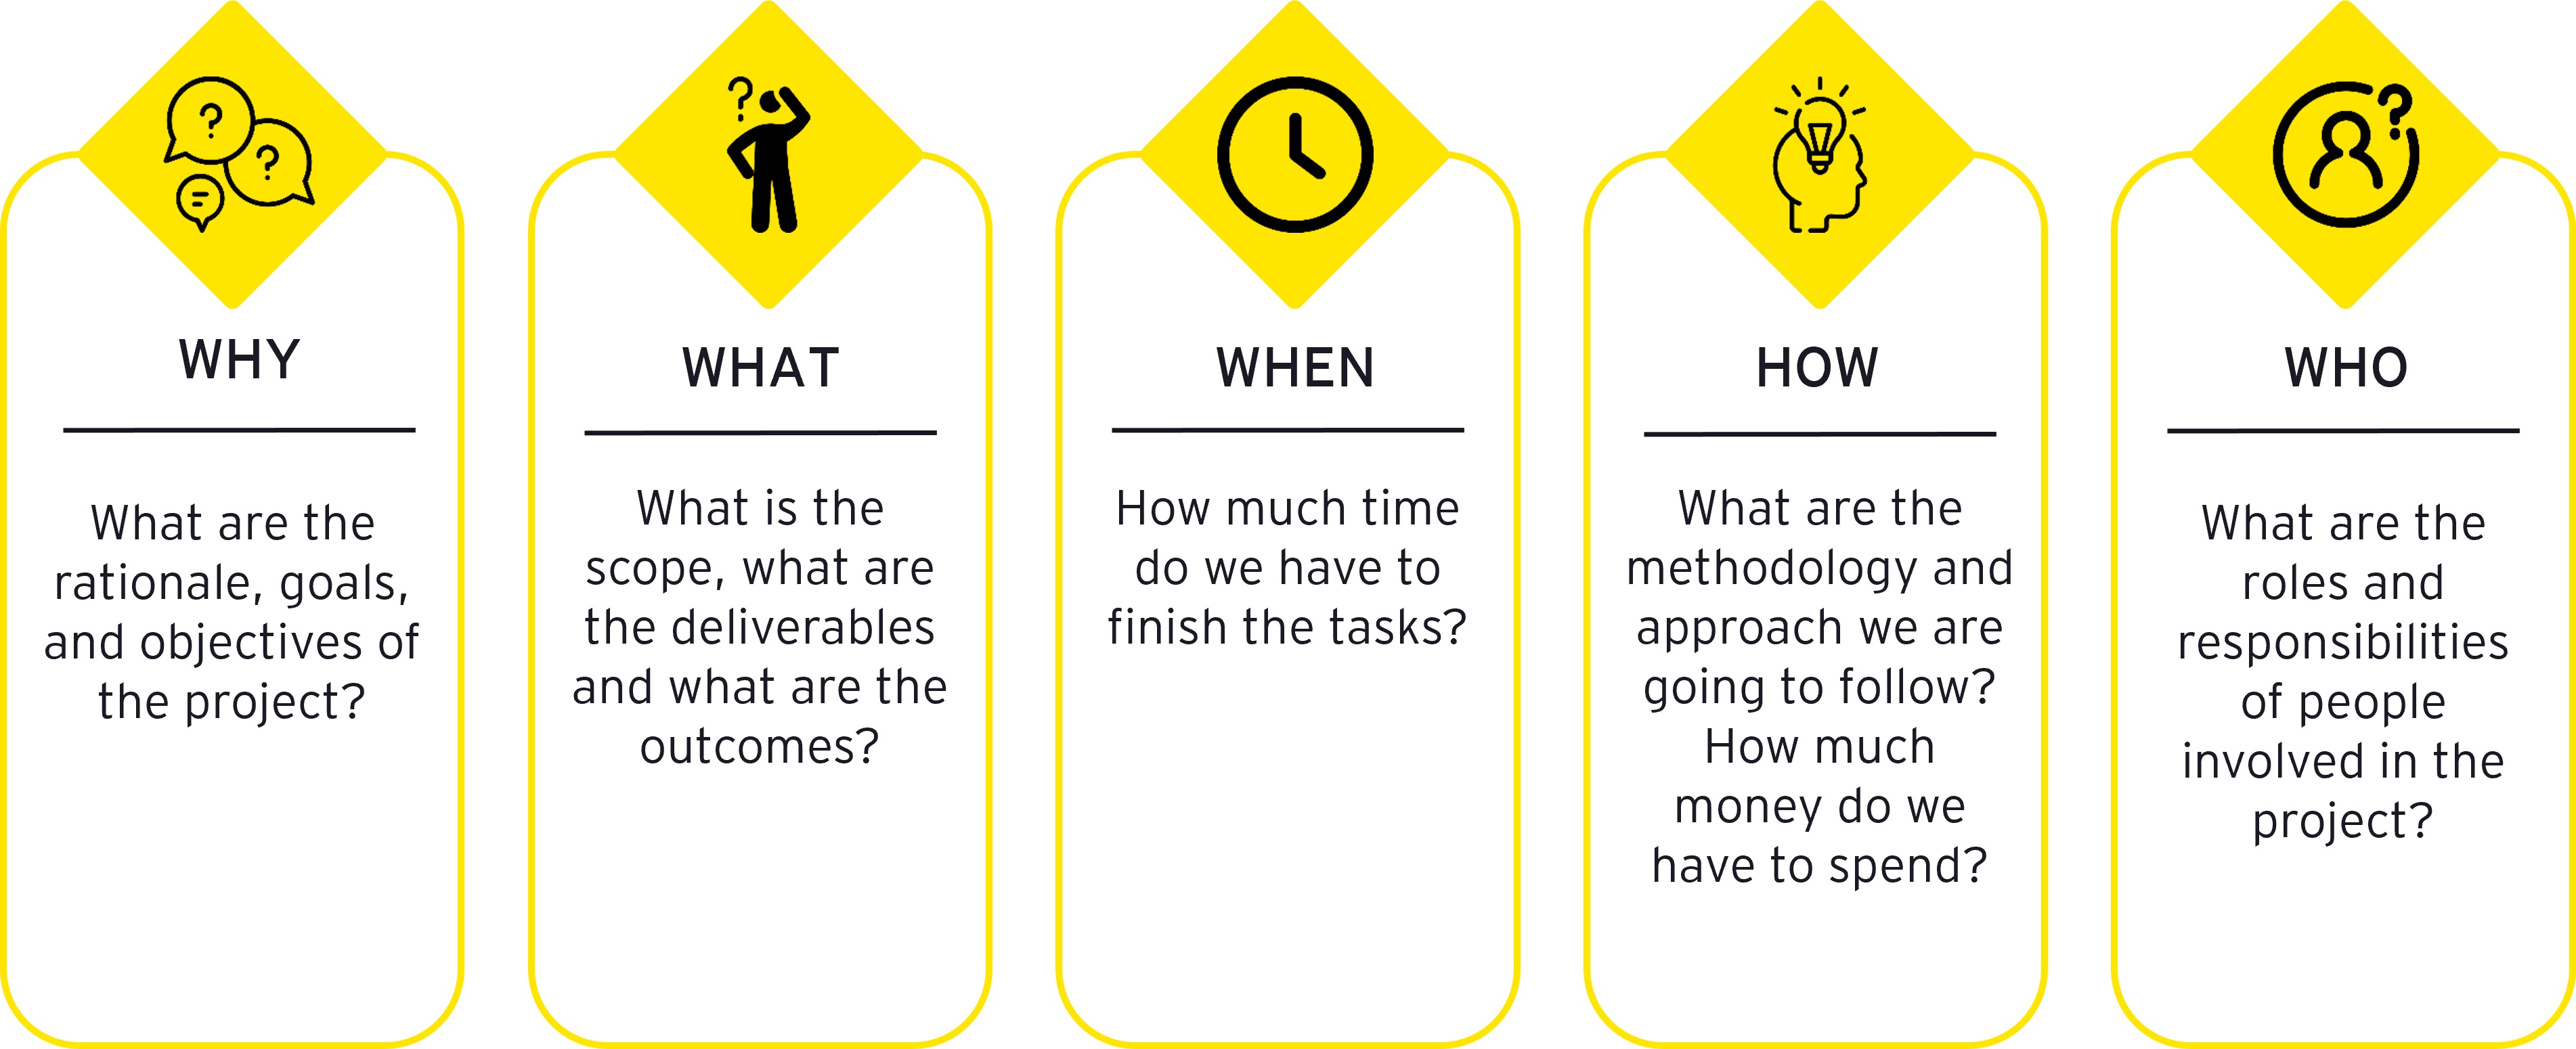 WHY
What are the
rationale, goals,
and objectives of
the project?
WHAT
What is the
scope, what are
the deliverables
and what are the
outcomes?
WHEN
How much time
do we have to
finish the tasks?
HOW
What are the
methodology and
approach we are
going to follow?
How much
money do we
have to spend?
WHO
What are the
roles and
responsibilities
of people
involved in the
project?